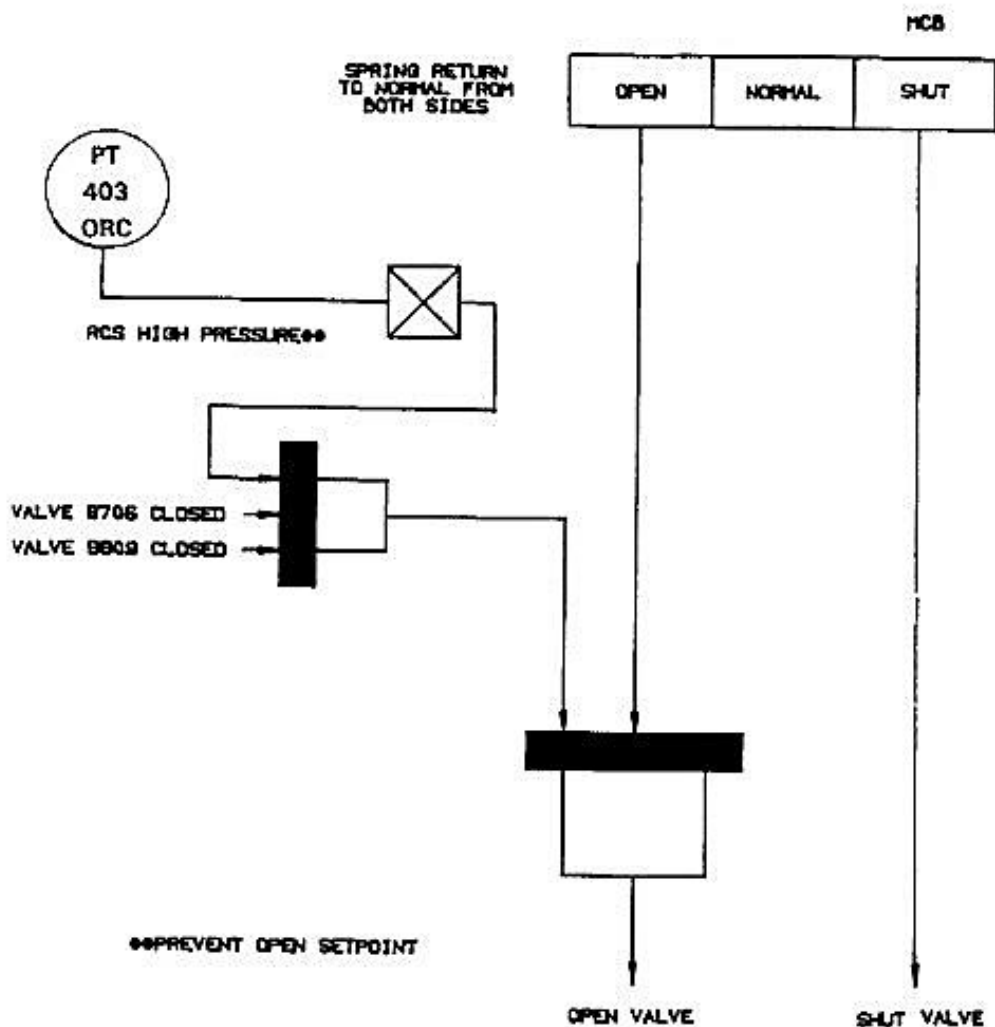 MCB
SPRING RETURN
TO NORMAL FROM
BOTH SIDES
OPEN
NORMAL
SHUT
PT
403
ORC
RCS HIGH PRESSURE**
VALVE 8706 CLOSED
VALVE 8809 CLOSED
**PREVENT OPEN SETPOINT
OPEN VALVE
SHUT VALVE